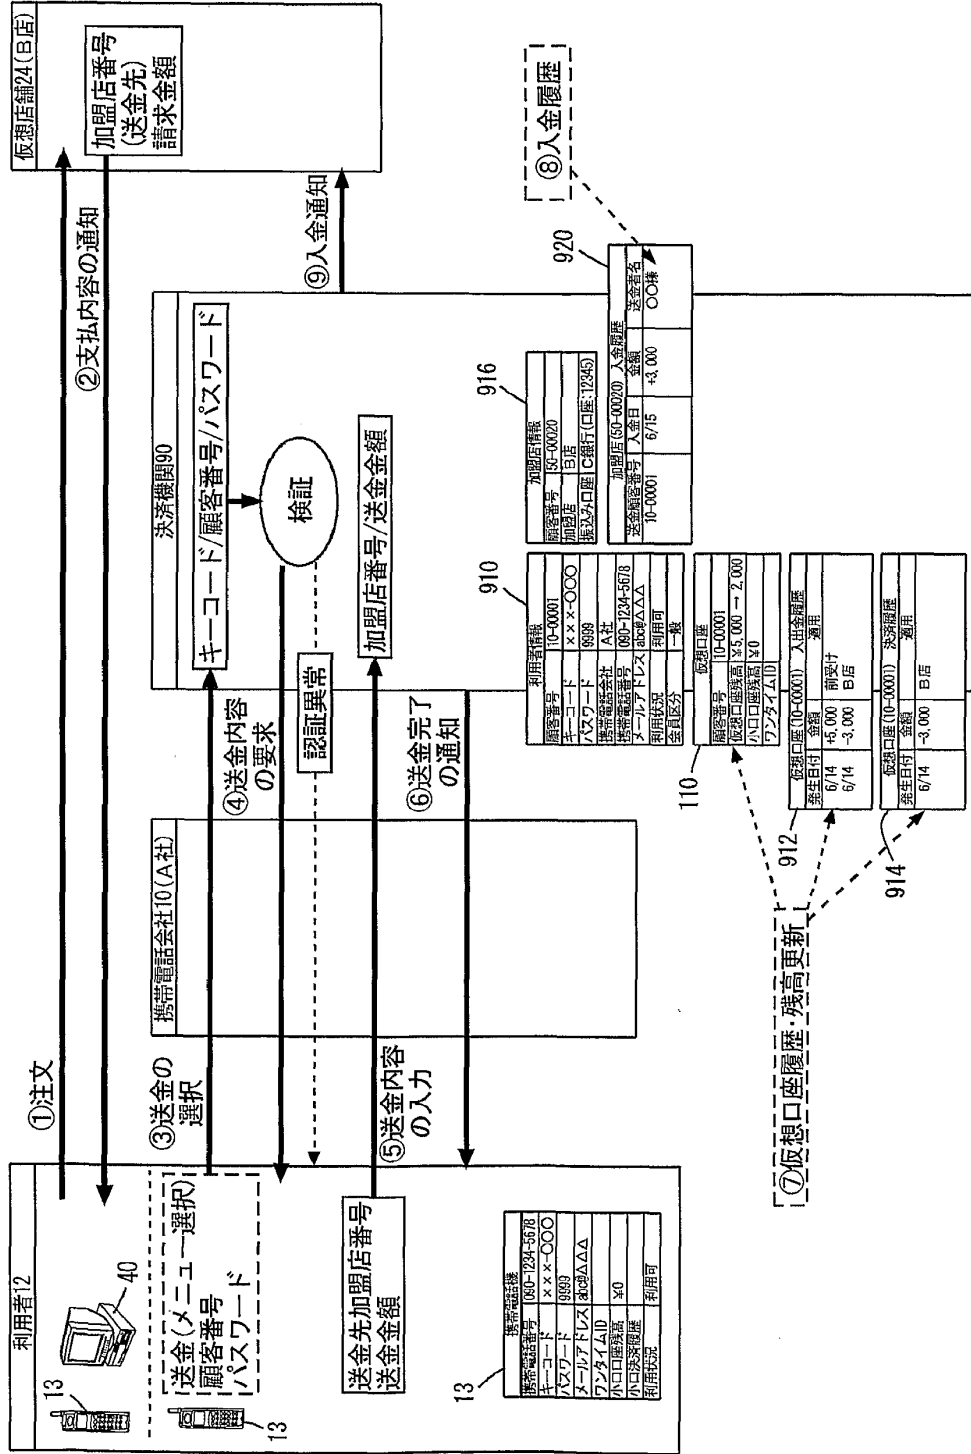 利用者12
13
40
送金(メニュー選択)
顧客番号
パスワード
13
送金先加盟店番号
送金金額
13
携帯電話機
携帯電話番号 090-1234-5678
キーコード ×××-○○○
パスワード 9999
メールアドレス abc@△△△
ワンタイムID
小口口座残高 ¥0
小口決済履歴
利用状況 利用可
①注文
②支払内容の通知
③送金の
選択
④送金内容
の要求
認証異常
⑤送金内容
の入力
⑥送金完了
の通知
携帯電話会社10(A社)
決済機関90
キーコード/顧客番号/パスワード
検証
加盟店番号/送金金額
910
利用者情報
顧客番号 10-00001
キーコード ×××-○○○
パスワード 9999
携帯電話会社 A社
携帯電話番号 090-1234-5678
メールアドレス abc@△△△
利用状況 利用可
会員区分 一般
110
仮想口座
顧客番号 10-00001
仮想口座残高 ¥5,000 → 2,000
小口口座残高 ¥0
ワンタイムID
912
仮想口座(10-00001) 入出金履歴
発生日付 金額 適用
6/14 +5,000 前受け
6/14 -3,000 B店
914
仮想口座(10-00001) 決済履歴
発生日付 金額 適用
6/14 -3,000 B店
⑦仮想口座履歴・残高更新
916
加盟店情報
顧客番号 50-00020
加盟店 B店
振込み口座 C銀行(口座:12345)
920
加盟店(50-00020) 入金履歴
送金顧客番号 入金日 金額 送金者名
10-00001 6/15 +3,000 ○○様
⑧入金履歴
⑨入金通知
仮想店舗24(B店)
加盟店番号
(送金先)
請求金額